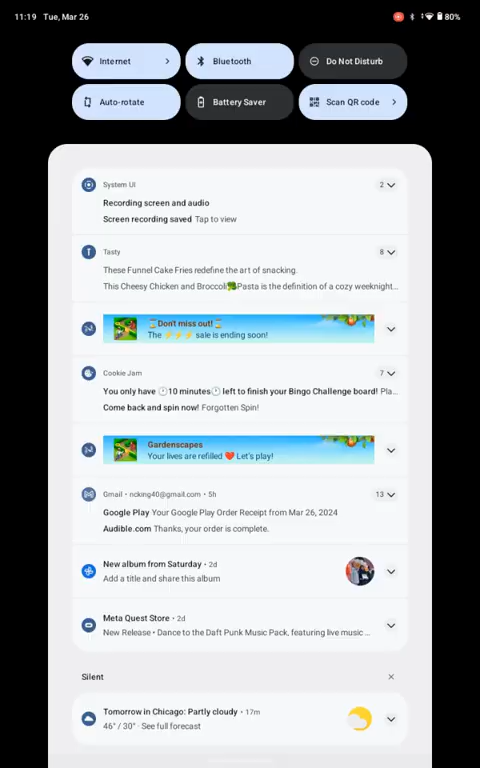 11:19 Tue, Mar 26
80%
Internet
Bluetooth
Do Not Disturb
Auto-rotate
Battery Saver
Scan QR code
System UI
2
Recording screen and audio
Screen recording saved Tap to view
Tasty
8
These Funnel Cake Fries redefine the art of snacking.
This Cheesy Chicken and Broccoli🥦Pasta is the definition of a cozy weeknight...
⏳Don't miss out!⏳
The ⚡⚡⚡ sale is ending soon!
Cookie Jam
7
You only have 🕛10 minutes🕛 left to finish your Bingo Challenge board! Pla...
Come back and spin now! Forgotten Spin!
Gardenscapes
Your lives are refilled ❤️ Let's play!
Gmail • ncking40@gmail.com • 5h
13
Google Play Your Google Play Order Receipt from Mar 26, 2024
Audible.com Thanks, your order is complete.
New album from Saturday • 2d
Add a title and share this album
Meta Quest Store • 2d
New Release • Dance to the Daft Punk Music Pack, featuring live music ...
Silent
Tomorrow in Chicago: Partly cloudy • 17m
46° / 30° · See full forecast